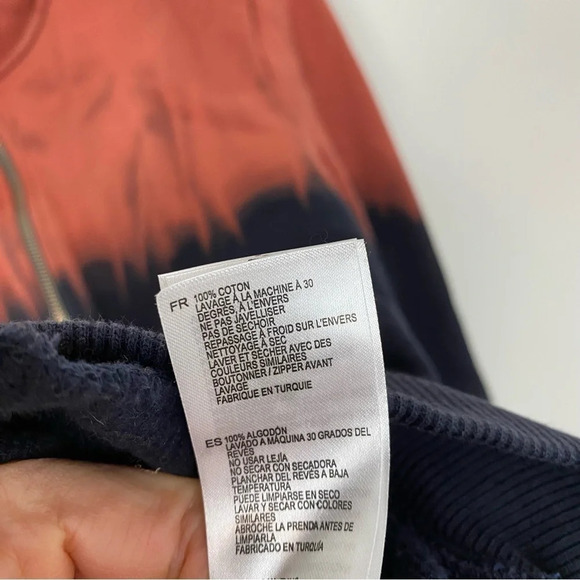 FR 100% COTON
LAVAGE À LA MACHINE À 30
DEGRÉS, À L'ENVERS
NE PAS JAVELLISER
PAS DE SÉCHOIR
REPASSAGE À FROID SUR L'ENVERS
NETTOYAGE À SEC
LAVER ET SÉCHER AVEC DES
COULEURS SIMILAIRES
BOUTONNER / ZIPPER AVANT
LAVAGE
FABRIQUE EN TURQUIE
ES 100% ALGODÓN
LAVADO A MÁQUINA 30 GRADOS DEL
REVÉS
NO USAR LEJÍA
NO SECAR CON SECADORA
PLANCHAR DEL REVÉS A BAJA
TEMPERATURA
PUEDE LIMPIARSE EN SECO
LAVAR Y SECAR CON COLORES
SIMILARES
ABROCHE LA PRENDA ANTES DE
LIMPIARLA
FABRICADO EN TURQUÍA